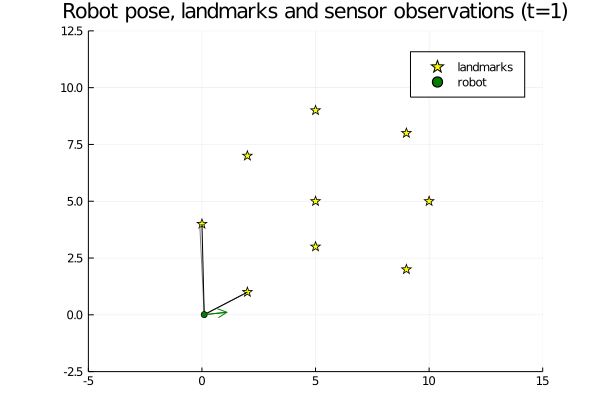 Robot pose, landmarks and sensor observations (t=1)
12.5
landmarks
robot
10.0
7.5
5.0
2.5
0.0
-2.5
-5 0 5 10 15